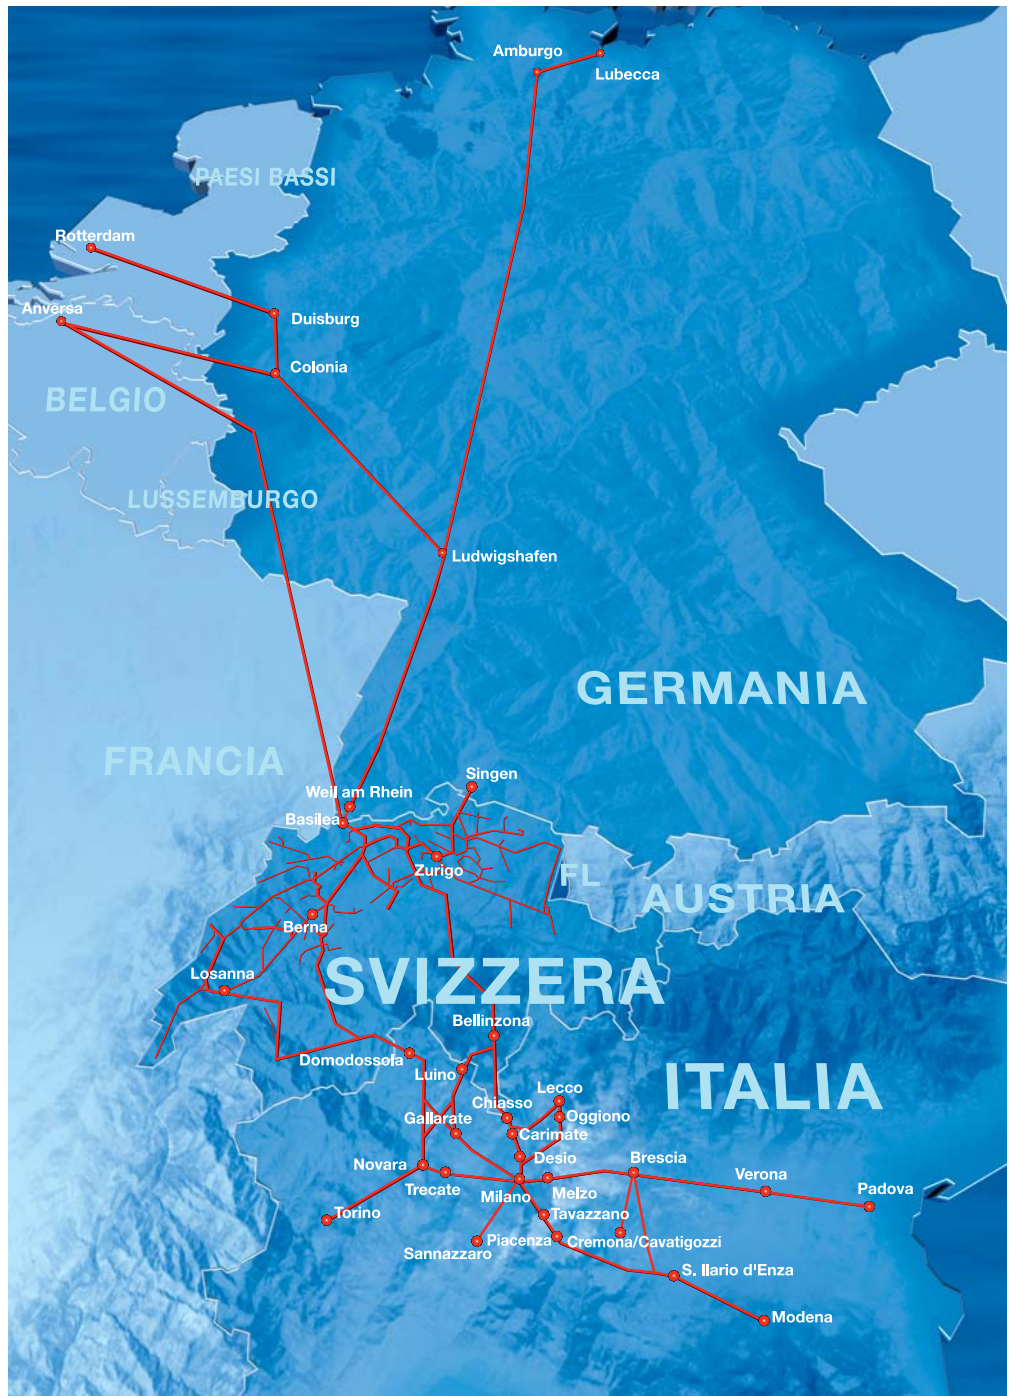 Amburgo
Lubecca
PAESI BASSI
Rotterdam
Anversa
Duisburg
Colonia
BELGIO
LUSSEMBURGO
Ludwigshafen
GERMANIA
FRANCIA
Singen
Weil am Rhein
Basilea
Zurigo
FL
AUSTRIA
Berna
Losanna
SVIZZERA
Bellinzona
Domodossola
Luino
ITALIA
Lecco
Chiasso
Oggiono
Gallarate
Carimate
Desio
Novara
Brescia
Verona
Trecate
Milano
Melzo
Padova
Torino
Tavazzano
Sannazzaro
Piacenza
Cremona/Cavatigozzi
S. Ilario d'Enza
Modena